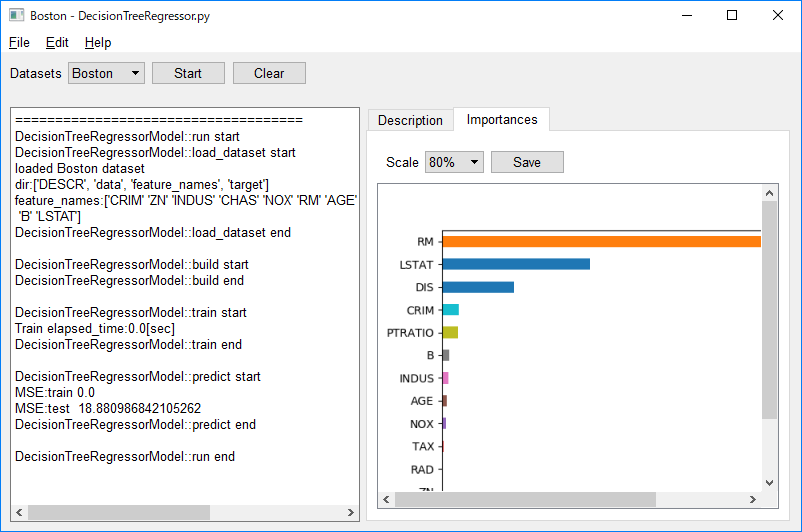 Boston - DecisionTreeRegressor.py
File Edit Help
Datasets Boston Start Clear
=====================================
DecisionTreeRegressorModel::run start
DecisionTreeRegressorModel::load_dataset start
loaded Boston dataset
dir:['DESCR', 'data', 'feature_names', 'target']
feature_names:['CRIM' 'ZN' 'INDUS' 'CHAS' 'NOX' 'RM' 'AGE'
'B' 'LSTAT']
DecisionTreeRegressorModel::load_dataset end
DecisionTreeRegressorModel::build start
DecisionTreeRegressorModel::build end
DecisionTreeRegressorModel::train start
Train elapsed_time:0.0[sec]
DecisionTreeRegressorModel::train end
DecisionTreeRegressorModel::predict start
MSE:train 0.0
MSE:test  18.880986842105262
DecisionTreeRegressorModel::predict end
DecisionTreeRegressorModel::run end
Description Importances
Scale 80% Save
RM
LSTAT
DIS
CRIM
PTRATIO
B
INDUS
AGE
NOX
TAX
RAD